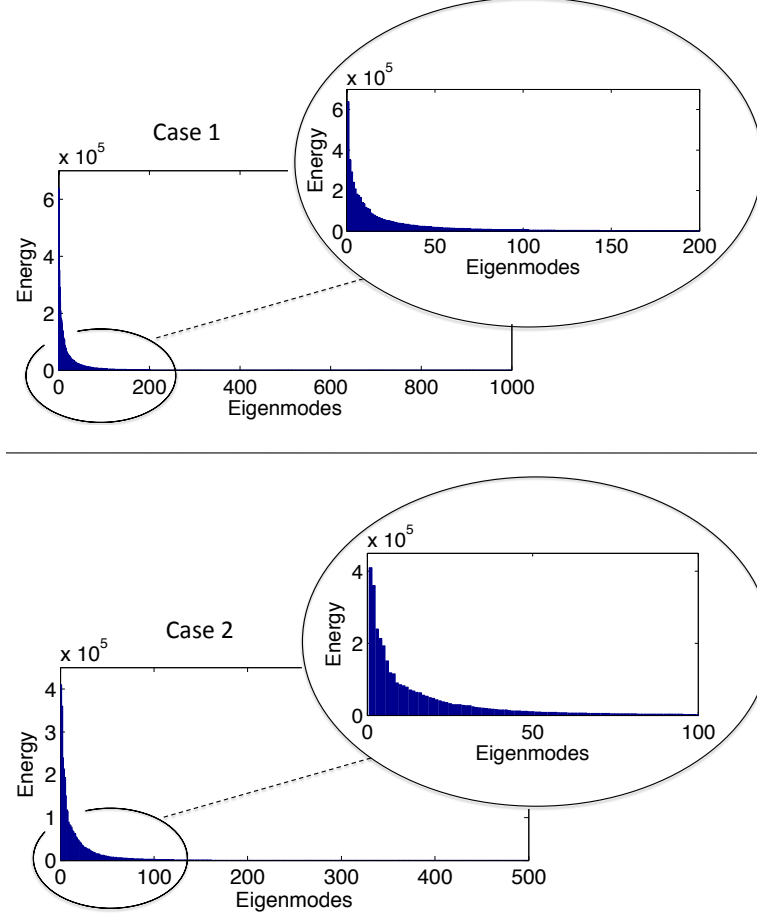 x 10^5
6
4
2
0
Energy
0 50 100 150 200
Eigenmodes
Case 1
x 10^5
6
4
2
0
Energy
0 200 400 600 800 1000
Eigenmodes
x 10^5
4
2
0
Energy
0 50 100
Eigenmodes
Case 2
x 10^5
4
3
2
1
0
Energy
0 100 200 300 400 500
Eigenmodes